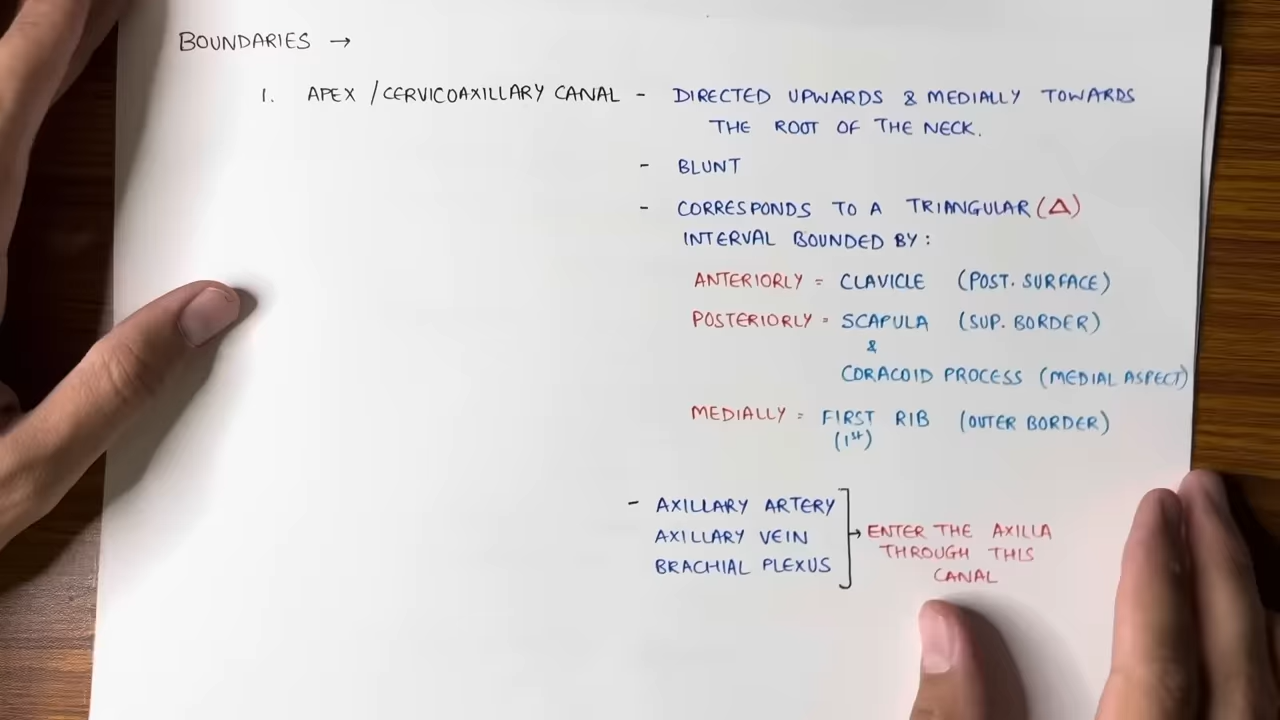 BOUNDARIES →
1. APEX / CERVICOAXILLARY CANAL - DIRECTED UPWARDS & MEDIALLY TOWARDS
THE ROOT OF THE NECK.
- BLUNT
- CORRESPONDS TO A TRIANGULAR (Δ)
INTERVAL BOUNDED BY :
ANTERIORLY = CLAVICLE (POST. SURFACE)
POSTERIORLY = SCAPULA (SUP. BORDER)
&
CORACOID PROCESS (MEDIAL ASPECT)
MEDIALLY = FIRST RIB (OUTER BORDER)
(1st)
- AXILLARY ARTERY
AXILLARY VEIN
BRACHIAL PLEXUS
→ ENTER THE AXILLA
THROUGH THIS
CANAL